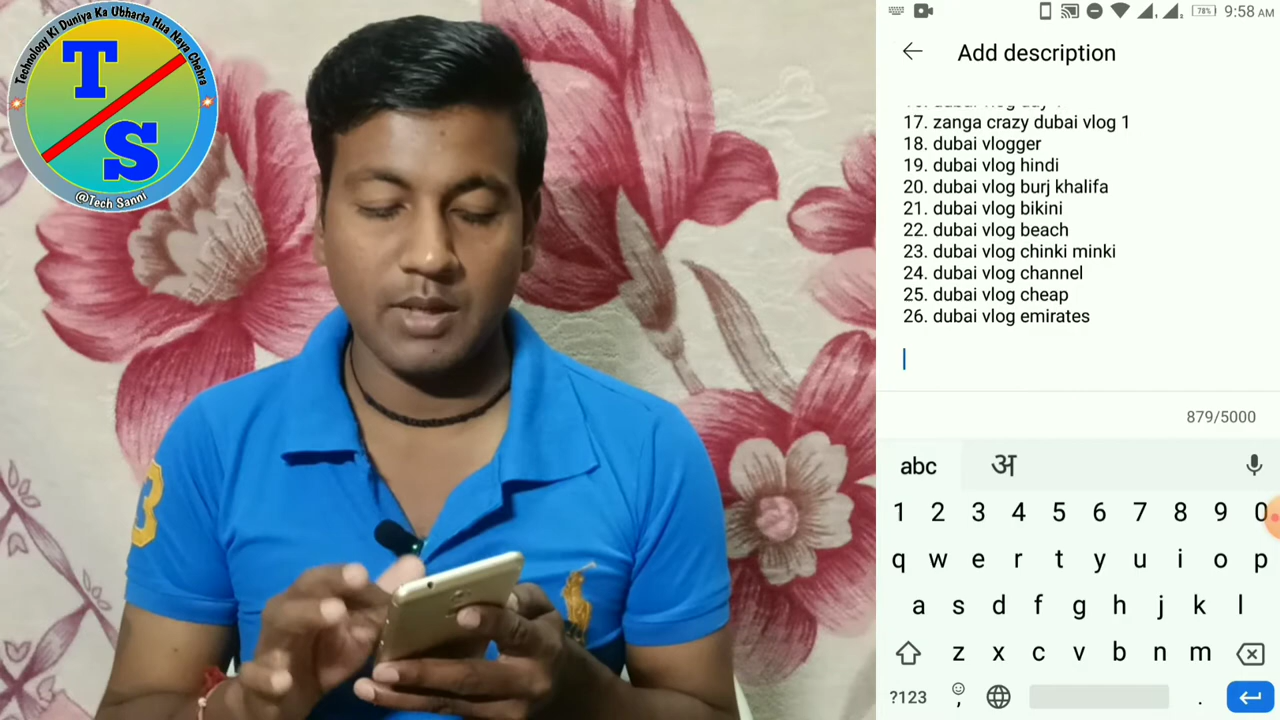 Technology Ki Duniya Ka Ubharta Hua Naya Chehra
T
S
@Tech Sanni
3
78%
9:58 AM
Add description
17. zanga crazy dubai vlog 1
18. dubai vlogger
19. dubai vlog hindi
20. dubai vlog burj khalifa
21. dubai vlog bikini
22. dubai vlog beach
23. dubai vlog chinki minki
24. dubai vlog channel
25. dubai vlog cheap
26. dubai vlog emirates
879/5000
abc अ
1 2 3 4 5 6 7 8 9 0
q w e r t y u i o p
a s d f g h j k l
z x c v b n m
?123 , .